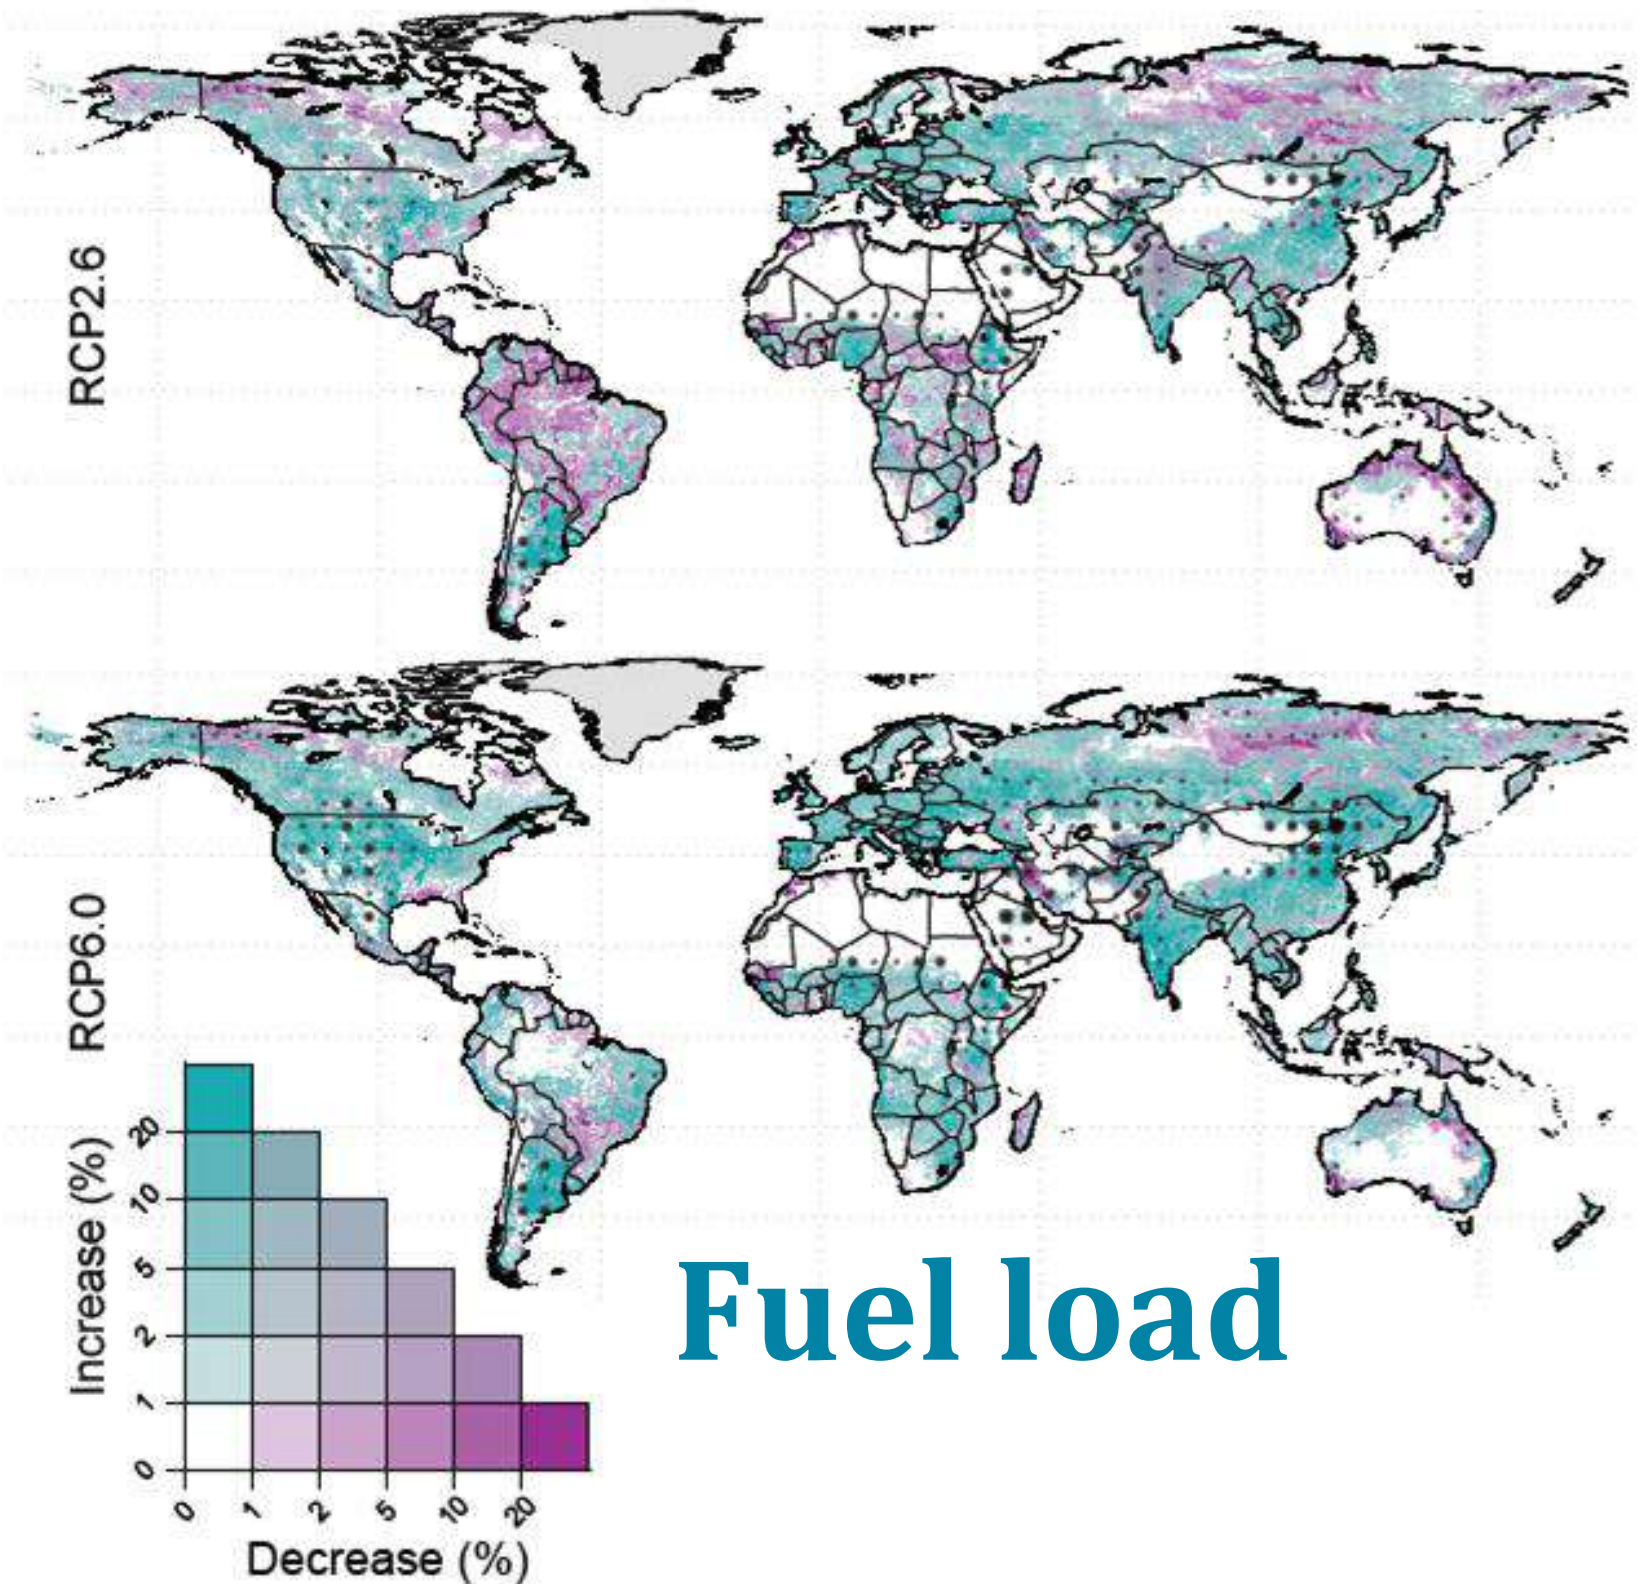 RCP2.6
RCP6.0
Increase (%)
20
10
5
2
1
0
0 1 2 5 10 20
Decrease (%)
Fuel load